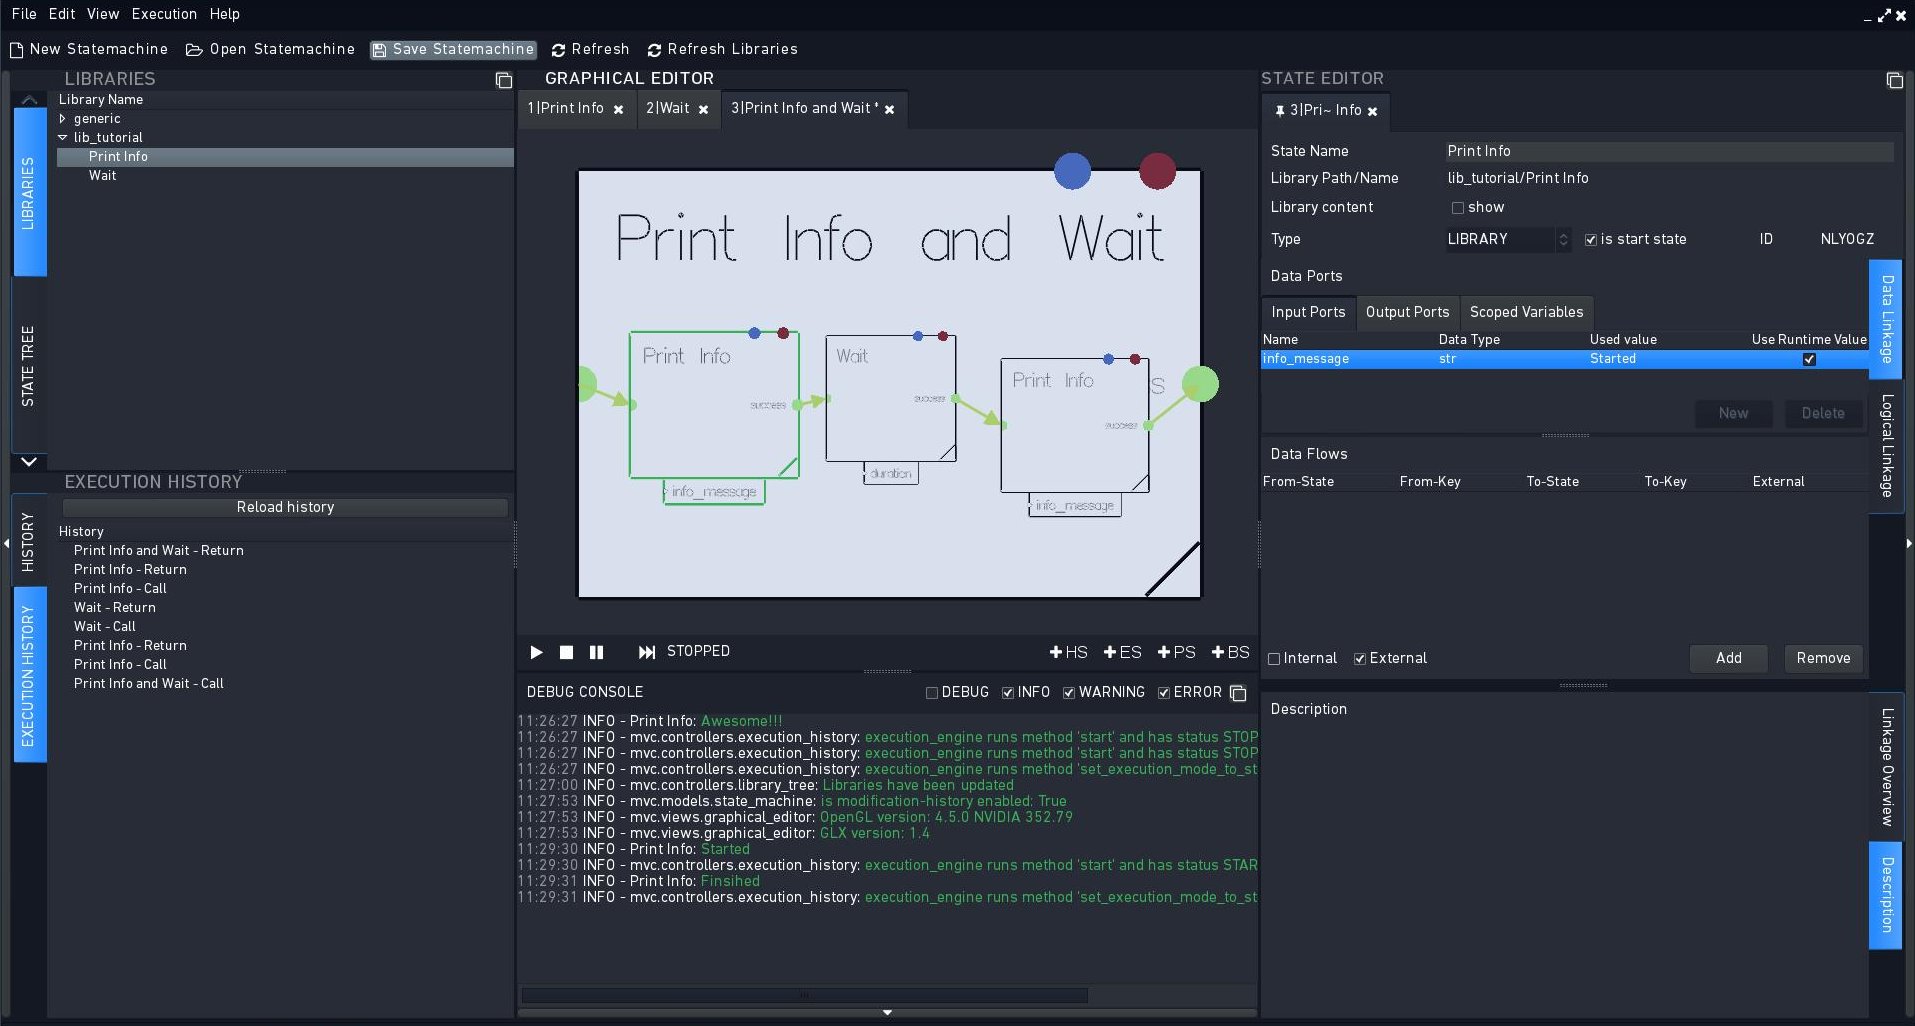 File Edit View Execution Help
New Statemachine Open Statemachine Save Statemachine Refresh Refresh Libraries
LIBRARIES
Library Name
generic
lib_tutorial
Print Info
Wait
LIBRARIES
STATE TREE
EXECUTION HISTORY
Reload history
History
Print Info and Wait - Return
Print Info - Return
Print Info - Call
Wait - Return
Wait - Call
Print Info - Return
Print Info - Call
Print Info and Wait - Call
HISTORY
EXECUTION HISTORY
GRAPHICAL EDITOR
1|Print Info 2|Wait 3|Print Info and Wait *
Print Info and Wait
Print Info
success
info_message
Wait
success
duration
Print Info
success
info_message
s
STOPPED HS ES PS BS
DEBUG CONSOLE DEBUG INFO WARNING ERROR
11:26:27 INFO - Print Info: Awesome!!!
11:26:27 INFO - mvc.controllers.execution_history: execution_engine runs method 'start' and has status STOP
11:26:27 INFO - mvc.controllers.execution_history: execution_engine runs method 'start' and has status STOP
11:26:27 INFO - mvc.controllers.execution_history: execution_engine runs method 'set_execution_mode_to_st
11:27:00 INFO - mvc.controllers.library_tree: Libraries have been updated
11:27:53 INFO - mvc.models.state_machine: is modification-history enabled: True
11:27:53 INFO - mvc.views.graphical_editor: OpenGL version: 4.5.0 NVIDIA 352.79
11:27:53 INFO - mvc.views.graphical_editor: GLX version: 1.4
11:29:30 INFO - Print Info: Started
11:29:30 INFO - mvc.controllers.execution_history: execution_engine runs method 'start' and has status STAR
11:29:31 INFO - Print Info: Finsihed
11:29:31 INFO - mvc.controllers.execution_history: execution_engine runs method 'set_execution_mode_to_st
STATE EDITOR
3|Pri~ Info
State Name Print Info
Library Path/Name lib_tutorial/Print Info
Library content show
Type LIBRARY is start state ID NLYOGZ
Data Ports
Input Ports Output Ports Scoped Variables
Name Data Type Used value Use Runtime Value
info_message str Started
New Delete
Data Flows
From-State From-Key To-State To-Key External
Internal External Add Remove
Description
Data Linkage
Logical Linkage
Linkage Overview
Description